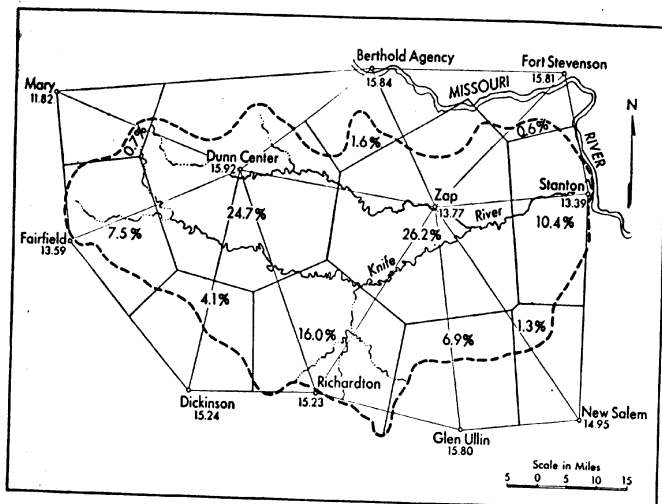 Berthold Agency
15.84
Fort Stevenson
15.81
MISSOURI
RIVER
N
Mary
11.82
0.7%
1.6%
0.6%
Dunn Center
15.92
Zap
13.77
Stanton
13.39
River
Knife
24.7%
26.2%
10.4%
7.5%
Fairfield
13.59
4.1%
16.0%
6.9%
1.3%
Dickinson
15.24
Richardton
15.23
Glen Ullin
15.80
New Salem
14.95
Scale in Miles
5 0 5 10 15